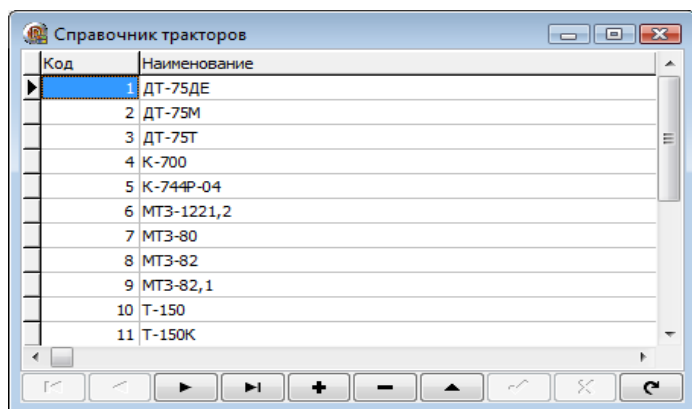 Справочник тракторов
Код Наименование
1 ДТ-75ДЕ
2 ДТ-75М
3 ДТ-75Т
4 К-700
5 К-744Р-04
6 МТЗ-1221,2
7 МТЗ-80
8 МТЗ-82
9 МТЗ-82,1
10 Т-150
11 Т-150К